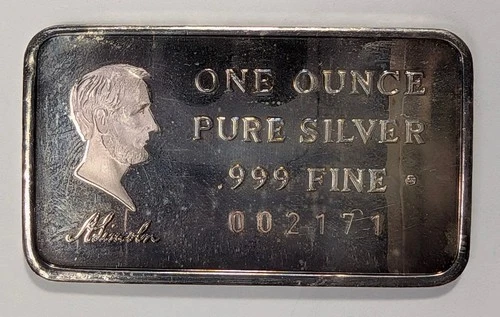 ONE OUNCE
PURE SILVER
.999 FINE
002171
A. Lincoln